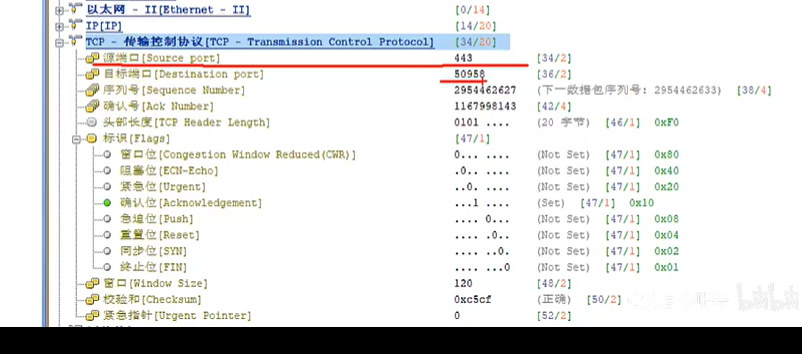 以太网 - II[Ethernet - II] [0/14]
IP[IP] [14/20]
TCP - 传输控制协议[TCP - Transmission Control Protocol] [34/20]
源端口[Source port] 443 [34/2]
目标端口[Destination port] 50958 [36/2]
序列号[Sequence Number] 2954462627 (下一数据包序列号: 2954462633) [38/4]
确认号[Ack Number] 1167998143 [42/4]
头部长度[TCP Header Length] 0101 .... (20 字节) [46/1] 0xF0
标识[Flags] [47/1]
窗口位[Congestion Window Reduced(CWR)] 0... .... (Not Set) [47/1] 0x80
阻塞位[ECN-Echo] .0.. .... (Not Set) [47/1] 0x40
紧急位[Urgent] ..0. .... (Not Set) [47/1] 0x20
确认位[Acknowledgement] ...1 .... (Set) [47/1] 0x10
急迫位[Push] .... 0... (Not Set) [47/1] 0x08
重置位[Reset] .... .0.. (Not Set) [47/1] 0x04
同步位[SYN] .... ..0. (Not Set) [47/1] 0x02
终止位[FIN] .... ...0 (Not Set) [47/1] 0x01
窗口[Window Size] 120 [48/2]
校验和[Checksum] 0xc5cf (正确) [50/2]
紧急指针[Urgent Pointer] 0 [52/2]